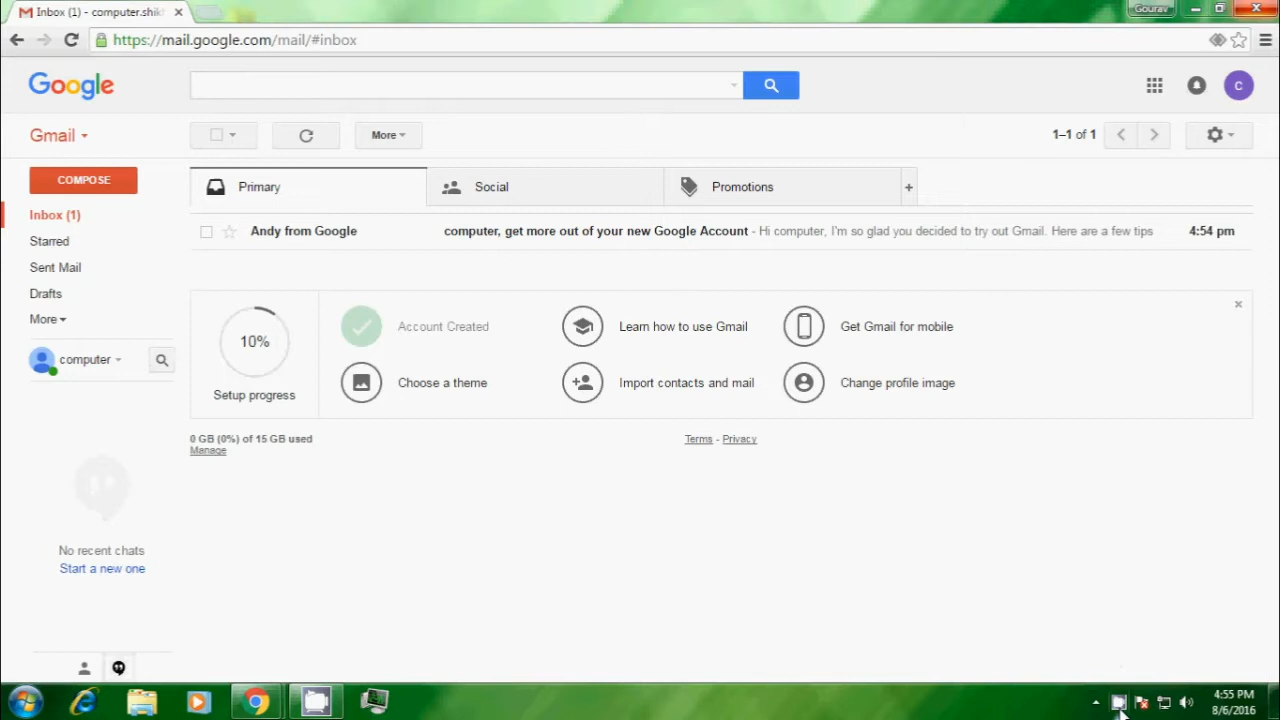 Inbox (1) - computer.shikh
Gourav
https://mail.google.com/mail/#inbox
Google
C
Gmail
More
1–1 of 1
COMPOSE
Primary
Social
Promotions
+
Inbox (1)
Andy from Google
computer, get more out of your new Google Account - Hi computer, I'm so glad you decided to try out Gmail. Here are a few tips
4:54 pm
Starred
Sent Mail
Drafts
More
10%
Setup progress
Account Created
Learn how to use Gmail
Get Gmail for mobile
Choose a theme
Import contacts and mail
Change profile image
computer
0 GB (0%) of 15 GB used
Manage
Terms - Privacy
No recent chats
Start a new one
4:55 PM
8/6/2016